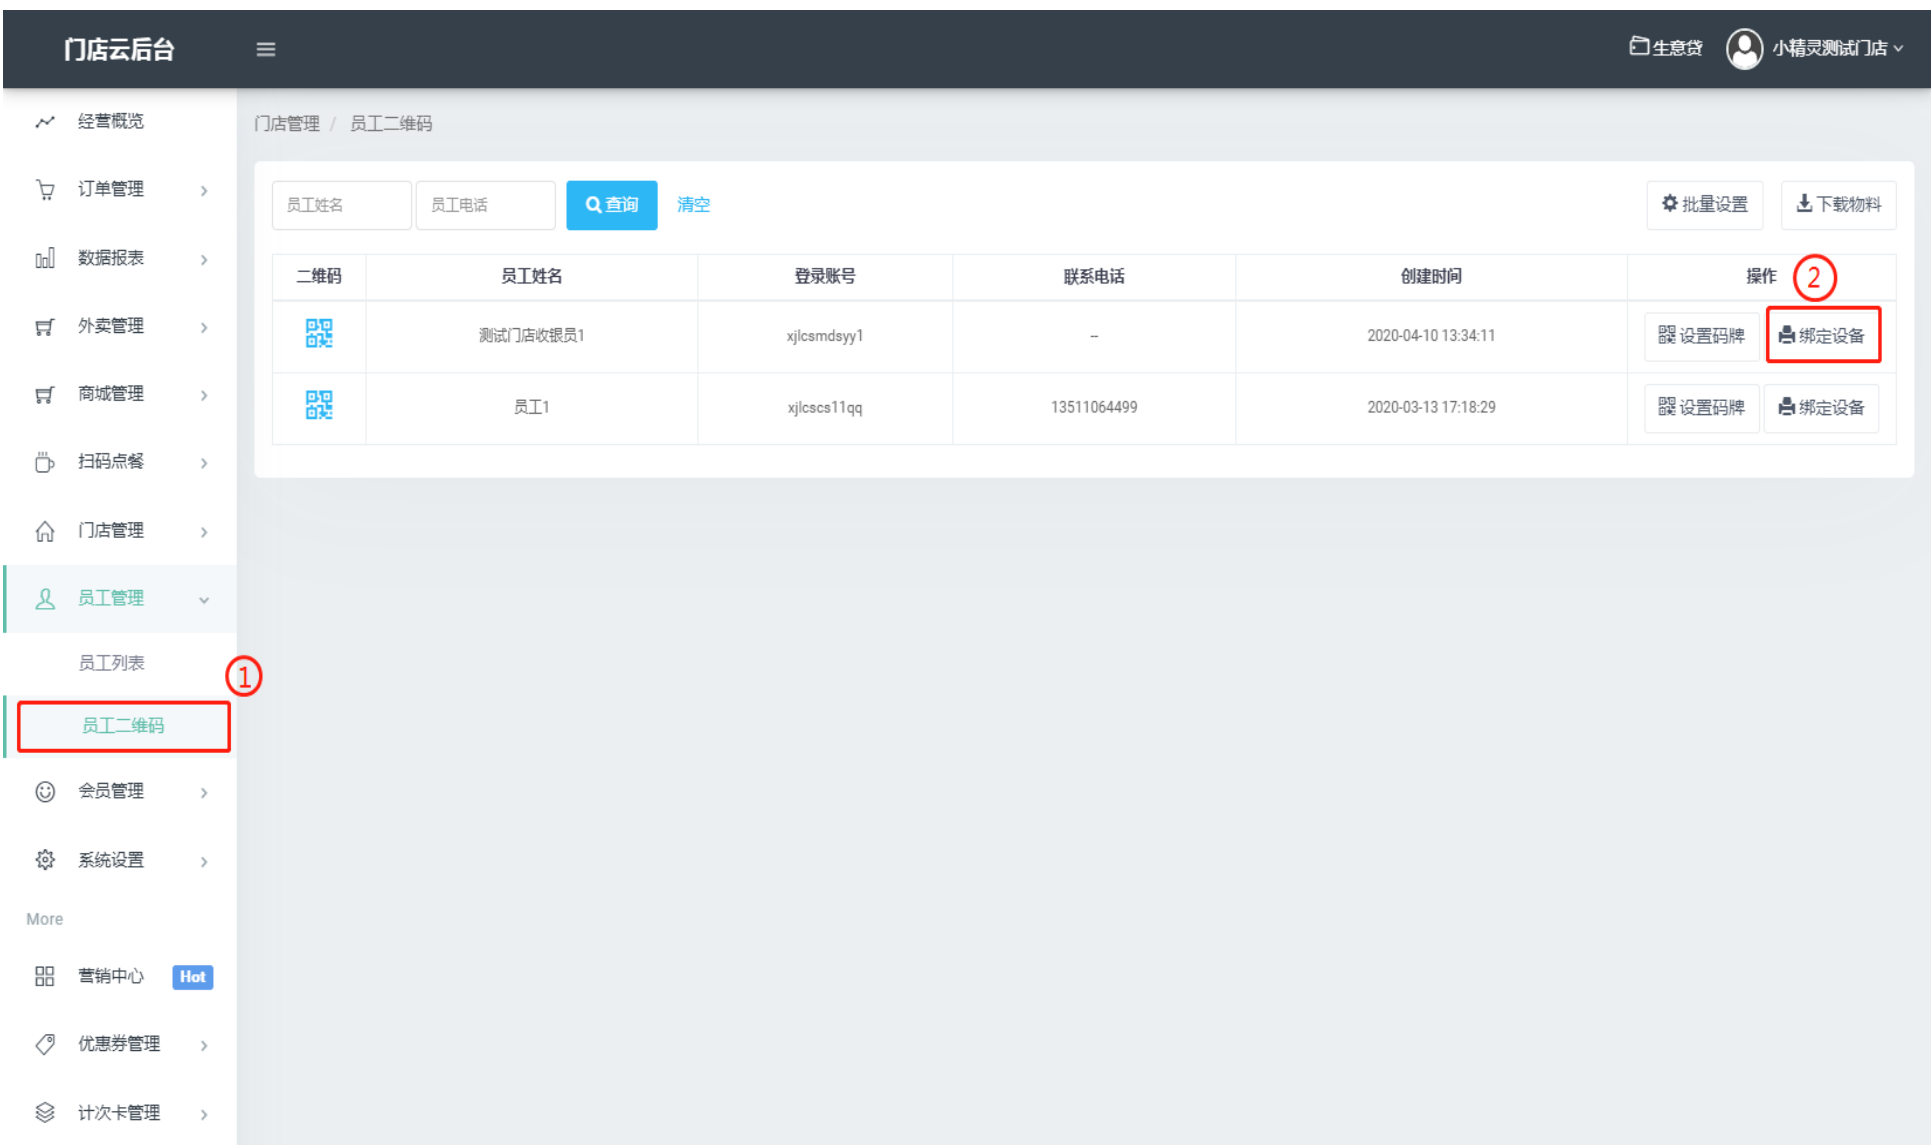 门店云后台
生意贷 小精灵测试门店
经营概览
订单管理
数据报表
外卖管理
商城管理
扫码点餐
门店管理
员工管理
员工列表
①
员工二维码
会员管理
系统设置
More
营销中心 Hot
优惠券管理
计次卡管理
门店管理 / 员工二维码
员工姓名 员工电话 查询 清空 批量设置 下载物料
二维码 员工姓名 登录账号 联系电话 创建时间 操作 ②
测试门店收银员1 xjlcsmdsyy1 -- 2020-04-10 13:34:11 设置码牌 绑定设备
员工1 xjlcscs11qq 13511064499 2020-03-13 17:18:29 设置码牌 绑定设备